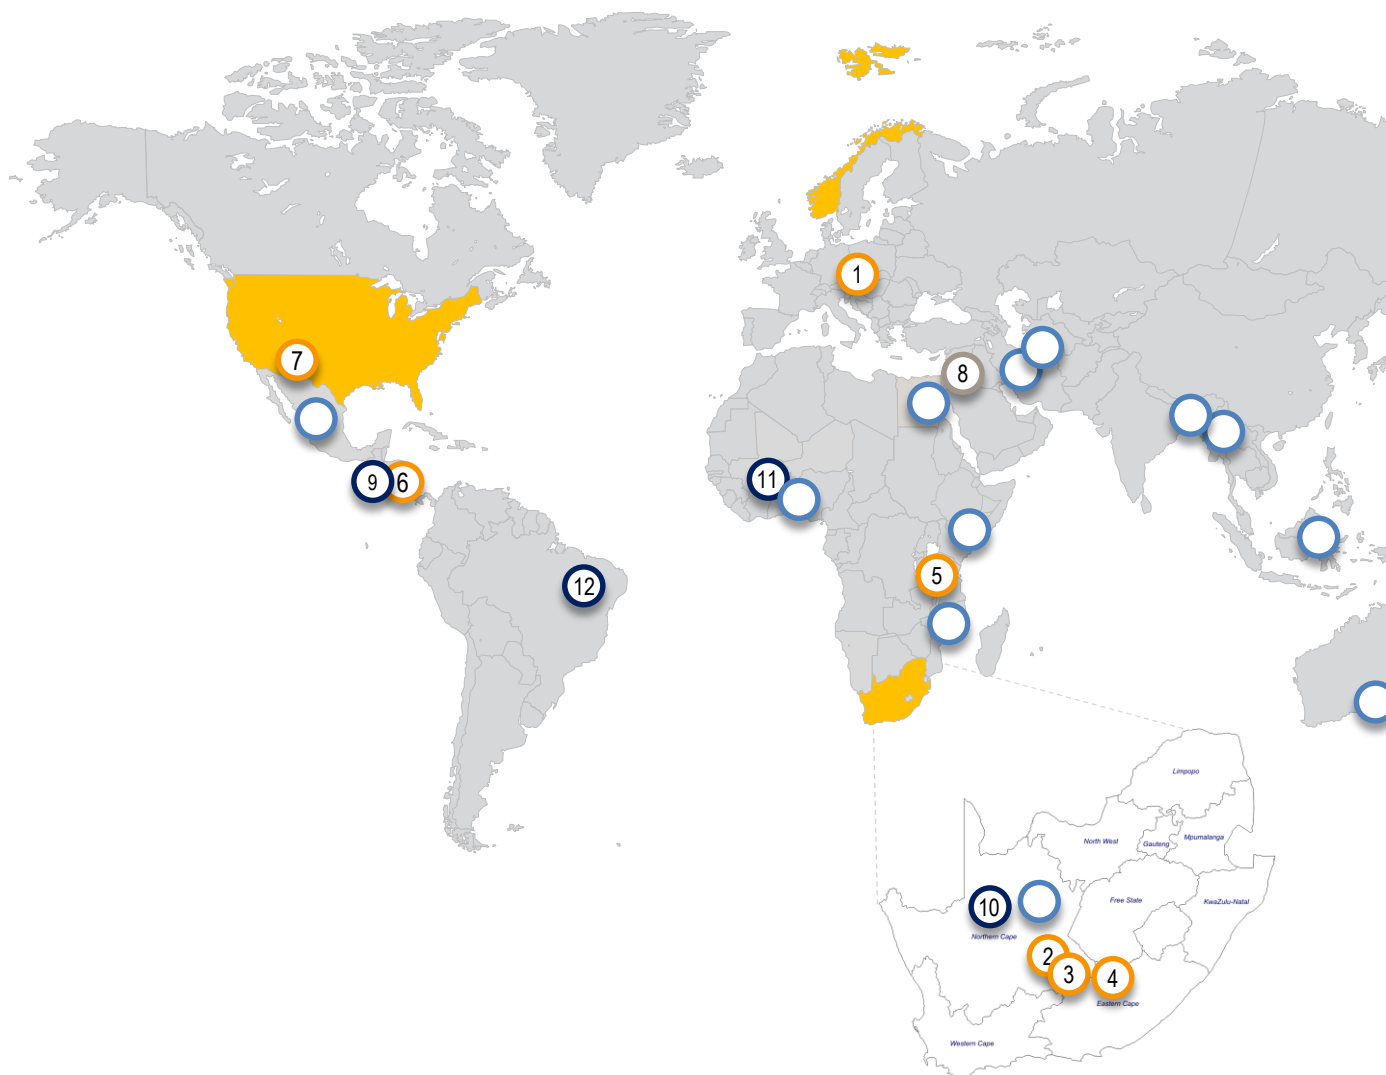 1
7
8
11
9
6
5
12
Limpopo
North West
Gauteng
Mpumalanga
Free State
KwaZulu-Natal
10
Northern Cape
2
3
4
Eastern Cape
Western Cape